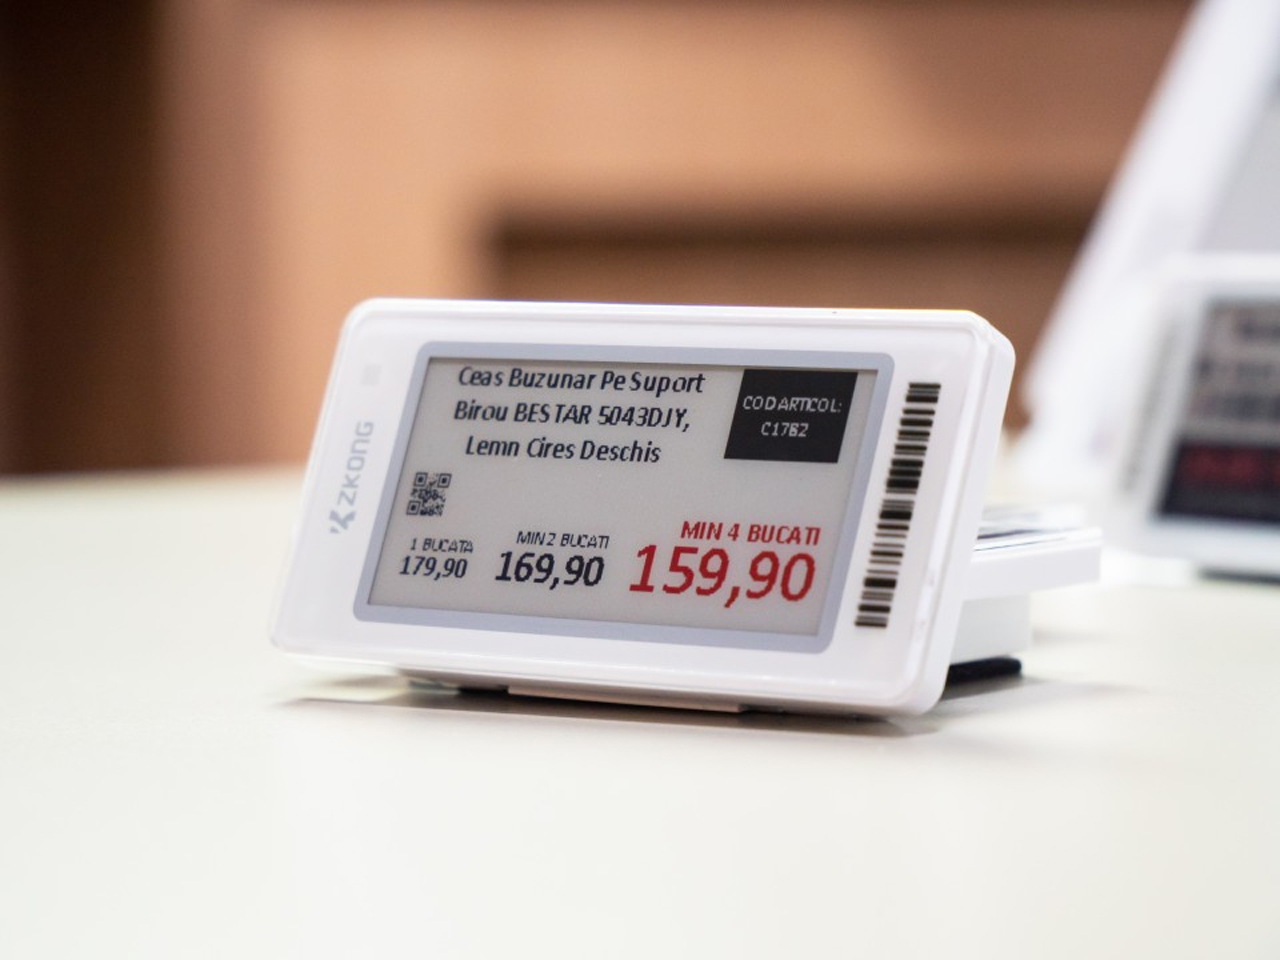 Ceas Buzunar Pe Suport
Birou BESTAR 5043DJY,
Lemn Cires Deschis
COD ARTICOL:
C17B2
ZKONG
1 BUCATA
179,90
MIN 2 BUCATI
169,90
MIN 4 BUCATI
159,90